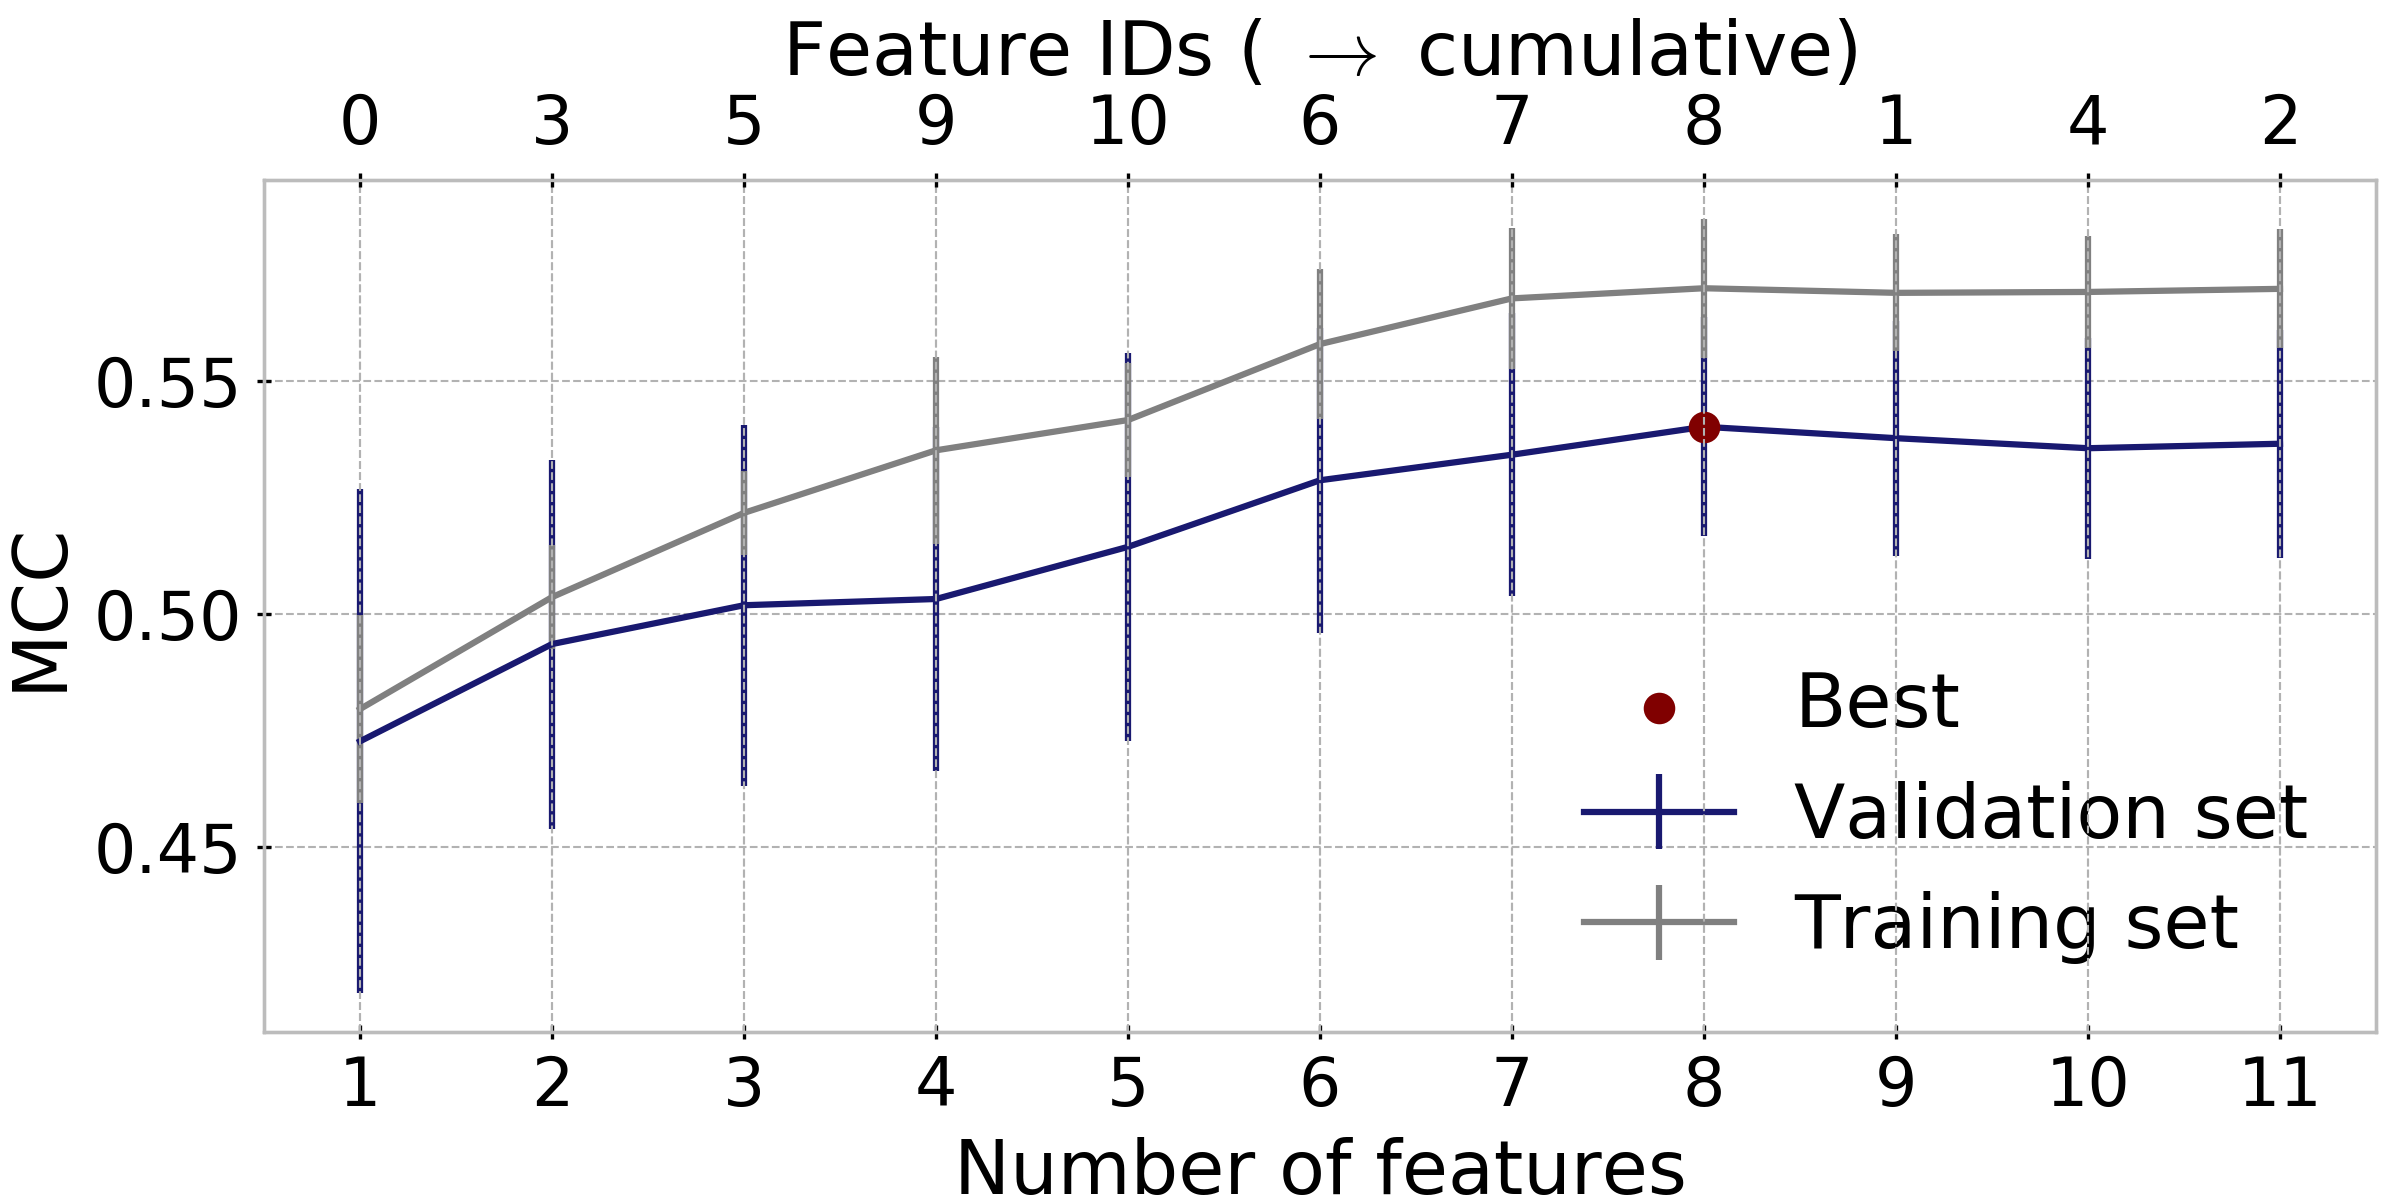 Feature IDs ( → cumulative)
0 3 5 9 10 6 7 8 1 4 2
MCC
0.55
0.50
0.45
Best
Validation set
Training set
1 2 3 4 5 6 7 8 9 10 11
Number of features